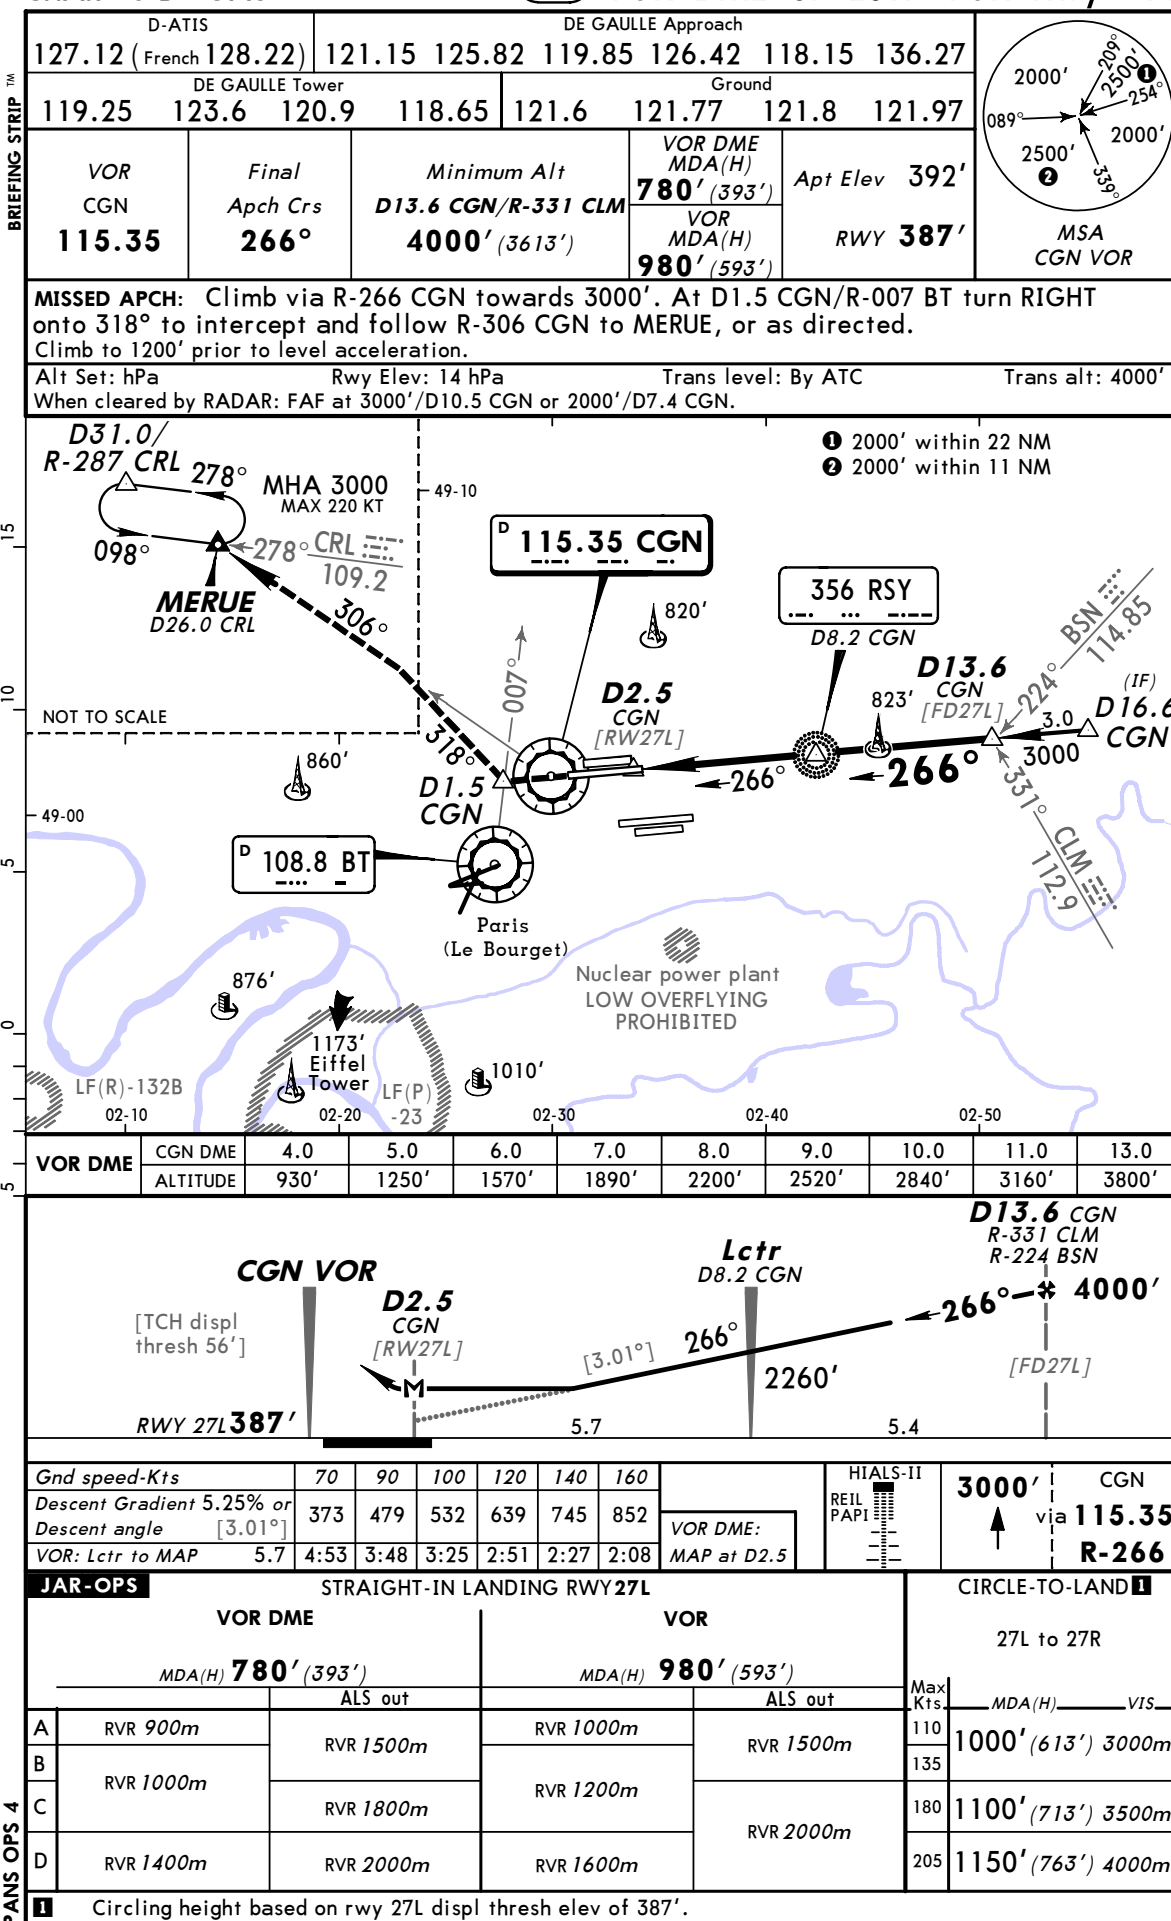 D-ATIS
127.12 (French 128.22)
DE GAULLE Approach
121.15 125.82 119.85 126.42 118.15 136.27
DE GAULLE Tower
119.25 123.6 120.9 118.65
Ground
121.6 121.77 121.8 121.97
BRIEFING STRIP TM
VOR
CGN
115.35
Final
Apch Crs
266°
Minimum Alt
D13.6 CGN/R-331 CLM
4000' (3613')
VOR DME
MDA(H)
780' (393')
VOR
MDA(H)
980' (593')
Apt Elev 392'
RWY 387'
2000'
209°
2500' 1
254°
089°
2000'
2500'
2
339°
MSA
CGN VOR
MISSED APCH: Climb via R-266 CGN towards 3000'. At D1.5 CGN/R-007 BT turn RIGHT
onto 318° to intercept and follow R-306 CGN to MERUE, or as directed.
Climb to 1200' prior to level acceleration.
Alt Set: hPa Rwy Elev: 14 hPa Trans level: By ATC Trans alt: 4000'
When cleared by RADAR: FAF at 3000'/D10.5 CGN or 2000'/D7.4 CGN.
D31.0/
R-287 CRL
278°
MHA 3000
MAX 220 KT
098°
278° CRL
109.2
MERUE
D26.0 CRL
306°
NOT TO SCALE
318°
49-10
1 2000' within 22 NM
2 2000' within 11 NM
D 115.35 CGN
820'
356 RSY
D8.2 CGN
BSN
114.85
224°
D13.6
CGN
[FD27L]
823'
(IF)
D16.6
CGN
3.0
3000
007°
D2.5
CGN
[RW27L]
266°
266°
331°
CLM
112.9
860'
D1.5
CGN
49-00
D 108.8 BT
Paris
(Le Bourget)
Nuclear power plant
LOW OVERFLYING
PROHIBITED
876'
1173'
Eiffel
Tower
1010'
LF(R)-132B
LF(P)
-23
15
10
5
0
5
02-10 02-20 02-30 02-40 02-50
VOR DME
CGN DME 4.0 5.0 6.0 7.0 8.0 9.0 10.0 11.0 13.0
ALTITUDE 930' 1250' 1570' 1890' 2200' 2520' 2840' 3160' 3800'
D13.6 CGN
R-331 CLM
R-224 BSN
4000'
266°
[FD27L]
Lctr
D8.2 CGN
CGN VOR
D2.5
CGN
[RW27L]
[TCH displ
thresh 56']
M
[3.01°]
266°
2260'
RWY 27L 387'
5.7
5.4
Gnd speed-Kts 70 90 100 120 140 160
Descent Gradient 5.25% or
Descent angle [3.01°] 373 479 532 639 745 852
VOR: Lctr to MAP 5.7 4:53 3:48 3:25 2:51 2:27 2:08
VOR DME:
MAP at D2.5
HIALS-II
REIL
PAPI
3000'
CGN
via 115.35
R-266
JAR-OPS
STRAIGHT-IN LANDING RWY 27L
CIRCLE-TO-LAND 1
VOR DME
VOR
27L to 27R
MDA(H) 780' (393')
MDA(H) 980' (593')
ALS out
ALS out
Max
Kts
MDA(H) VIS
A RVR 900m RVR 1500m RVR 1000m RVR 1500m 110 1000' (613') 3000m
B RVR 1000m RVR 1200m 135
C RVR 1800m RVR 2000m 180 1100' (713') 3500m
D RVR 1400m RVR 2000m RVR 1600m 205 1150' (763') 4000m
1 Circling height based on rwy 27L displ thresh elev of 387'.
PANS OPS 4